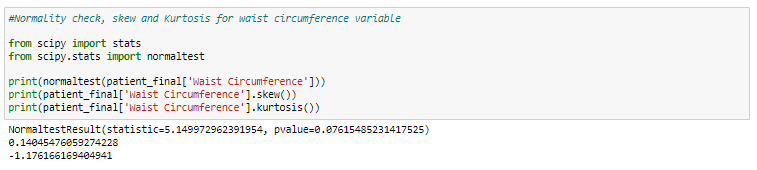 #Normality check, skew and Kurtosis for waist circumference variable
from scipy import stats
from scipy.stats import normaltest
print(normaltest(patient_final['Waist Circumference']))
print(patient_final['Waist Circumference'].skew())
print(patient_final['Waist Circumference'].kurtosis())
NormaltestResult(statistic=5.149972962391954, pvalue=0.07615485231417525)
0.14045476059274228
-1.176166169404941